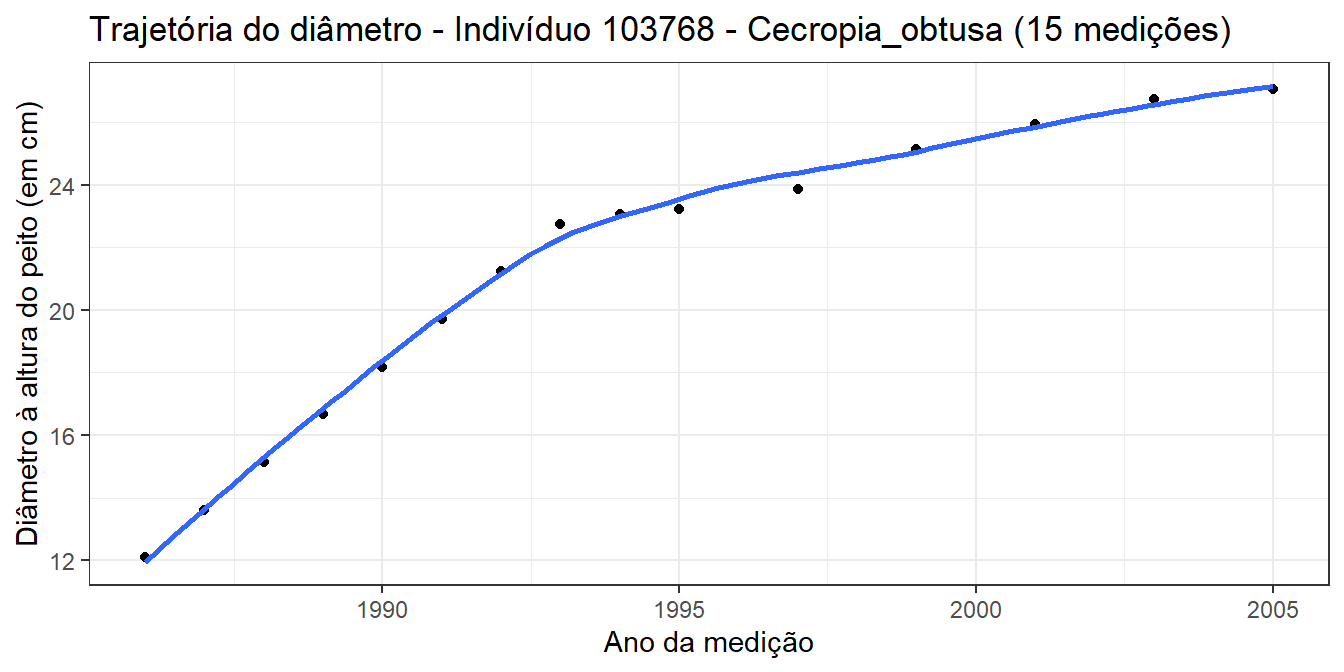 Trajetória do diâmetro - Indivíduo 103768 - Cecropia_obtusa (15 medições)
Diâmetro à altura do peito (em cm)
24
20
16
12
1990 1995 2000 2005
Ano da medição